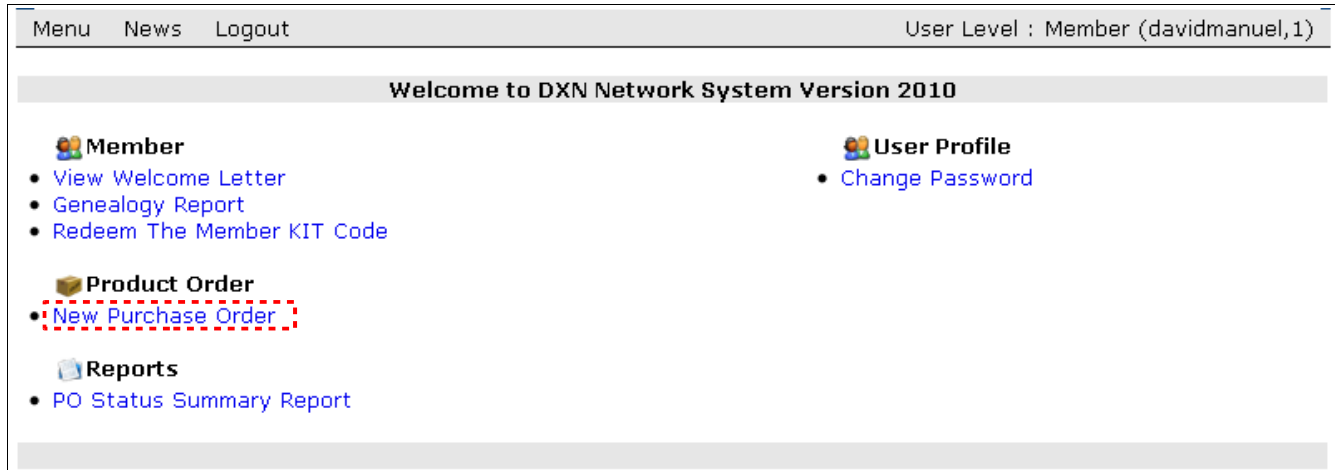 Menu News Logout User Level : Member (davidmanuel,1)
Welcome to DXN Network System Version 2010
Member
• View Welcome Letter
• Genealogy Report
• Redeem The Member KIT Code
Product Order
• New Purchase Order
Reports
• PO Status Summary Report
User Profile
• Change Password